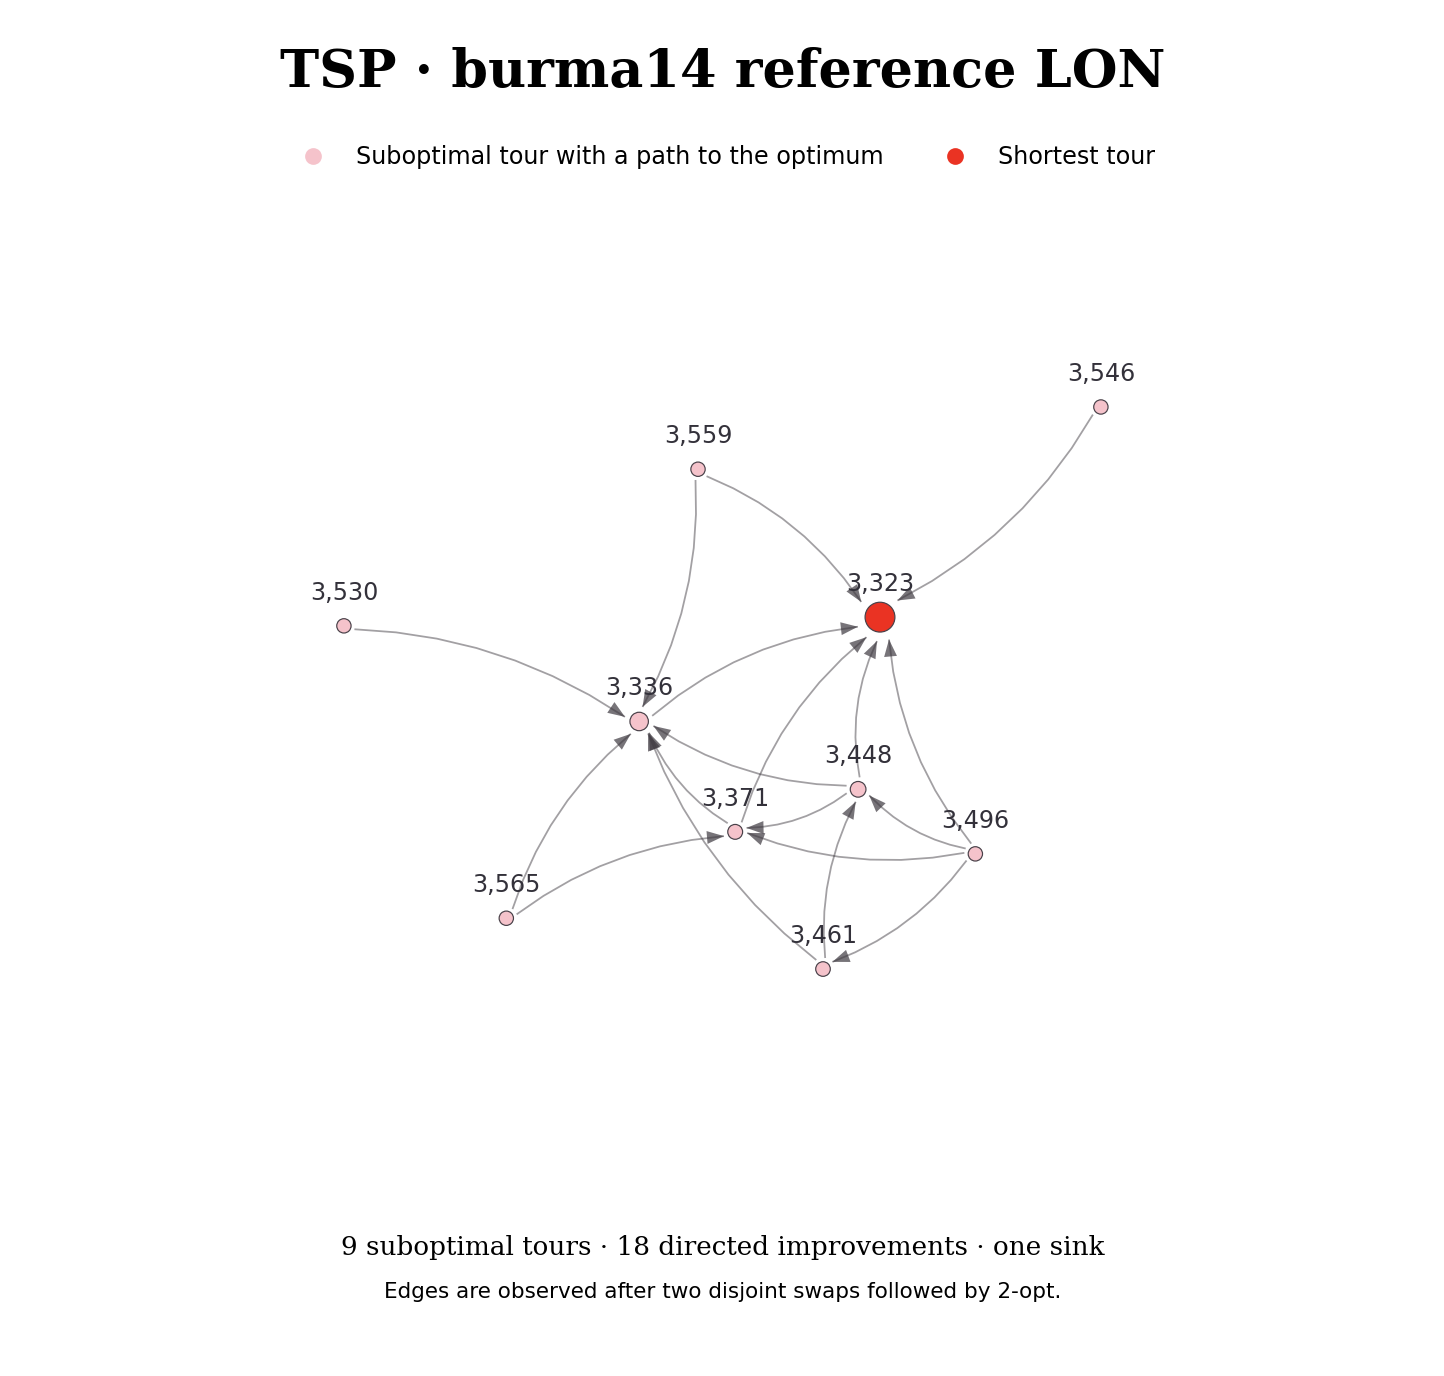 TSP · burma14 reference LON
Suboptimal tour with a path to the optimum
Shortest tour
3,546
3,559
3,323
3,530
3,336
3,448
3,371
3,496
3,565
3,461
9 suboptimal tours · 18 directed improvements · one sink
Edges are observed after two disjoint swaps followed by 2-opt.